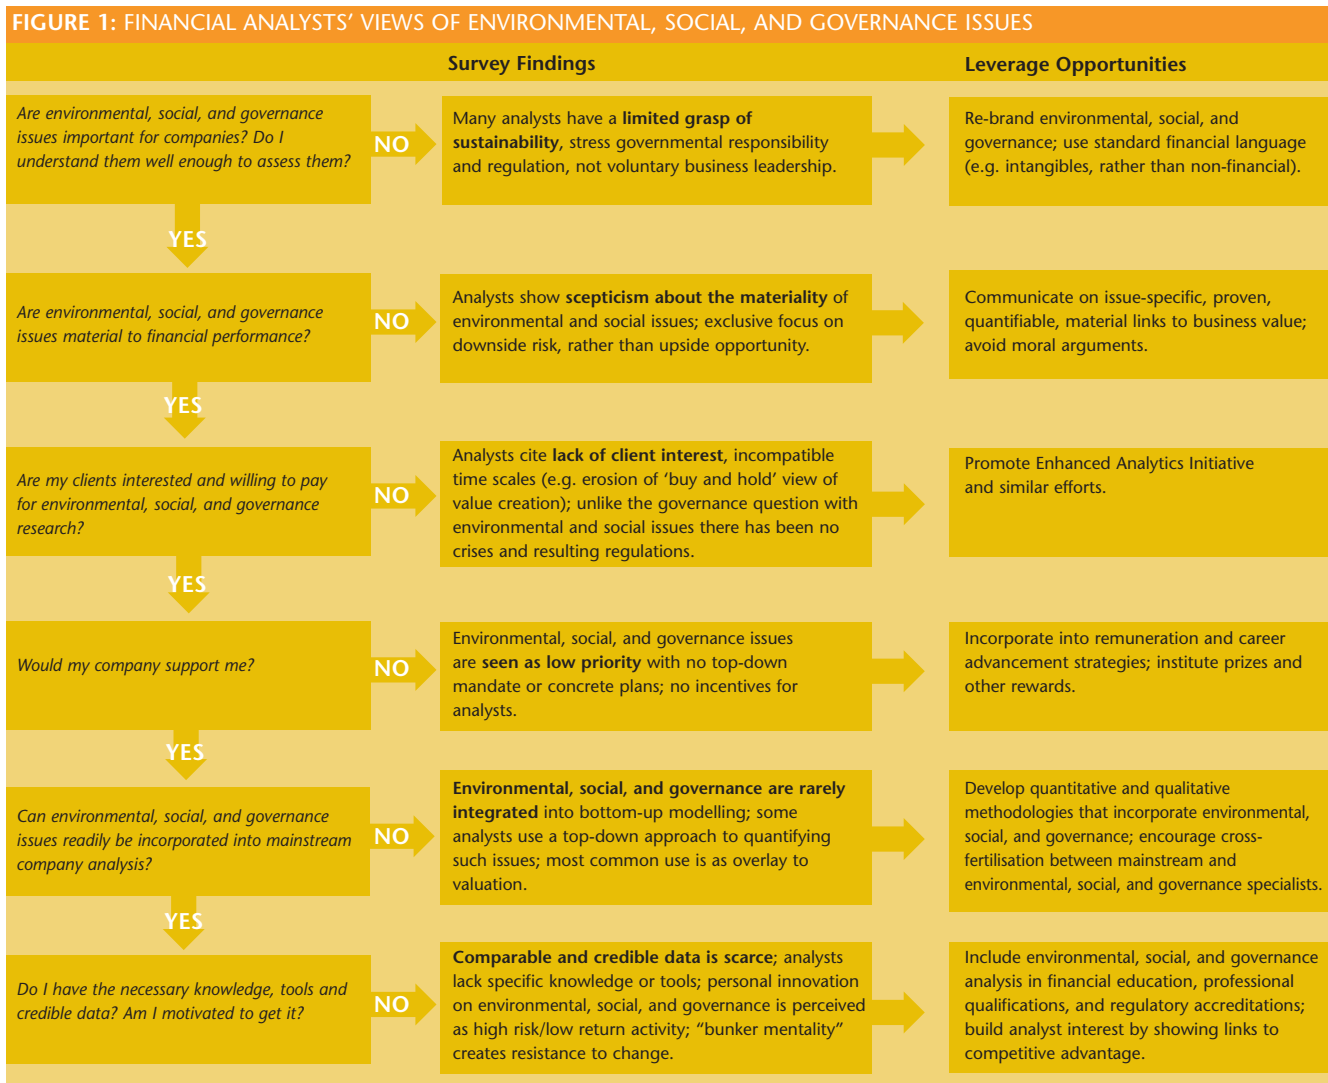 FIGURE 1: FINANCIAL ANALYSTS' VIEWS OF ENVIRONMENTAL, SOCIAL, AND GOVERNANCE ISSUES
Survey Findings
Leverage Opportunities
Are environmental, social, and governance
issues important for companies? Do I
understand them well enough to assess them?
NO
Many analysts have a limited grasp of
sustainability, stress governmental responsibility
and regulation, not voluntary business leadership.
Re-brand environmental, social, and
governance; use standard financial language
(e.g. intangibles, rather than non-financial).
YES
Are environmental, social, and governance
issues material to financial performance?
NO
Analysts show scepticism about the materiality of
environmental and social issues; exclusive focus on
downside risk, rather than upside opportunity.
Communicate on issue-specific, proven,
quantifiable, material links to business value;
avoid moral arguments.
YES
Are my clients interested and willing to pay
for environmental, social, and governance
research?
NO
Analysts cite lack of client interest, incompatible
time scales (e.g. erosion of ‘buy and hold’ view of
value creation); unlike the governance question with
environmental and social issues there has been no
crises and resulting regulations.
Promote Enhanced Analytics Initiative
and similar efforts.
YES
Would my company support me?
NO
Environmental, social, and governance issues
are seen as low priority with no top-down
mandate or concrete plans; no incentives for
analysts.
Incorporate into remuneration and career
advancement strategies; institute prizes and
other rewards.
YES
Can environmental, social, and governance
issues readily be incorporated into mainstream
company analysis?
NO
Environmental, social, and governance are rarely
integrated into bottom-up modelling; some
analysts use a top-down approach to quantifying
such issues; most common use is as overlay to
valuation.
Develop quantitative and qualitative
methodologies that incorporate environmental,
social, and governance; encourage cross-
fertilisation between mainstream and
environmental, social, and governance specialists.
YES
Do I have the necessary knowledge, tools and
credible data? Am I motivated to get it?
NO
Comparable and credible data is scarce; analysts
lack specific knowledge or tools; personal innovation
on environmental, social, and governance is perceived
as high risk/low return activity; “bunker mentality”
creates resistance to change.
Include environmental, social, and governance
analysis in financial education, professional
qualifications, and regulatory accreditations;
build analyst interest by showing links to
competitive advantage.